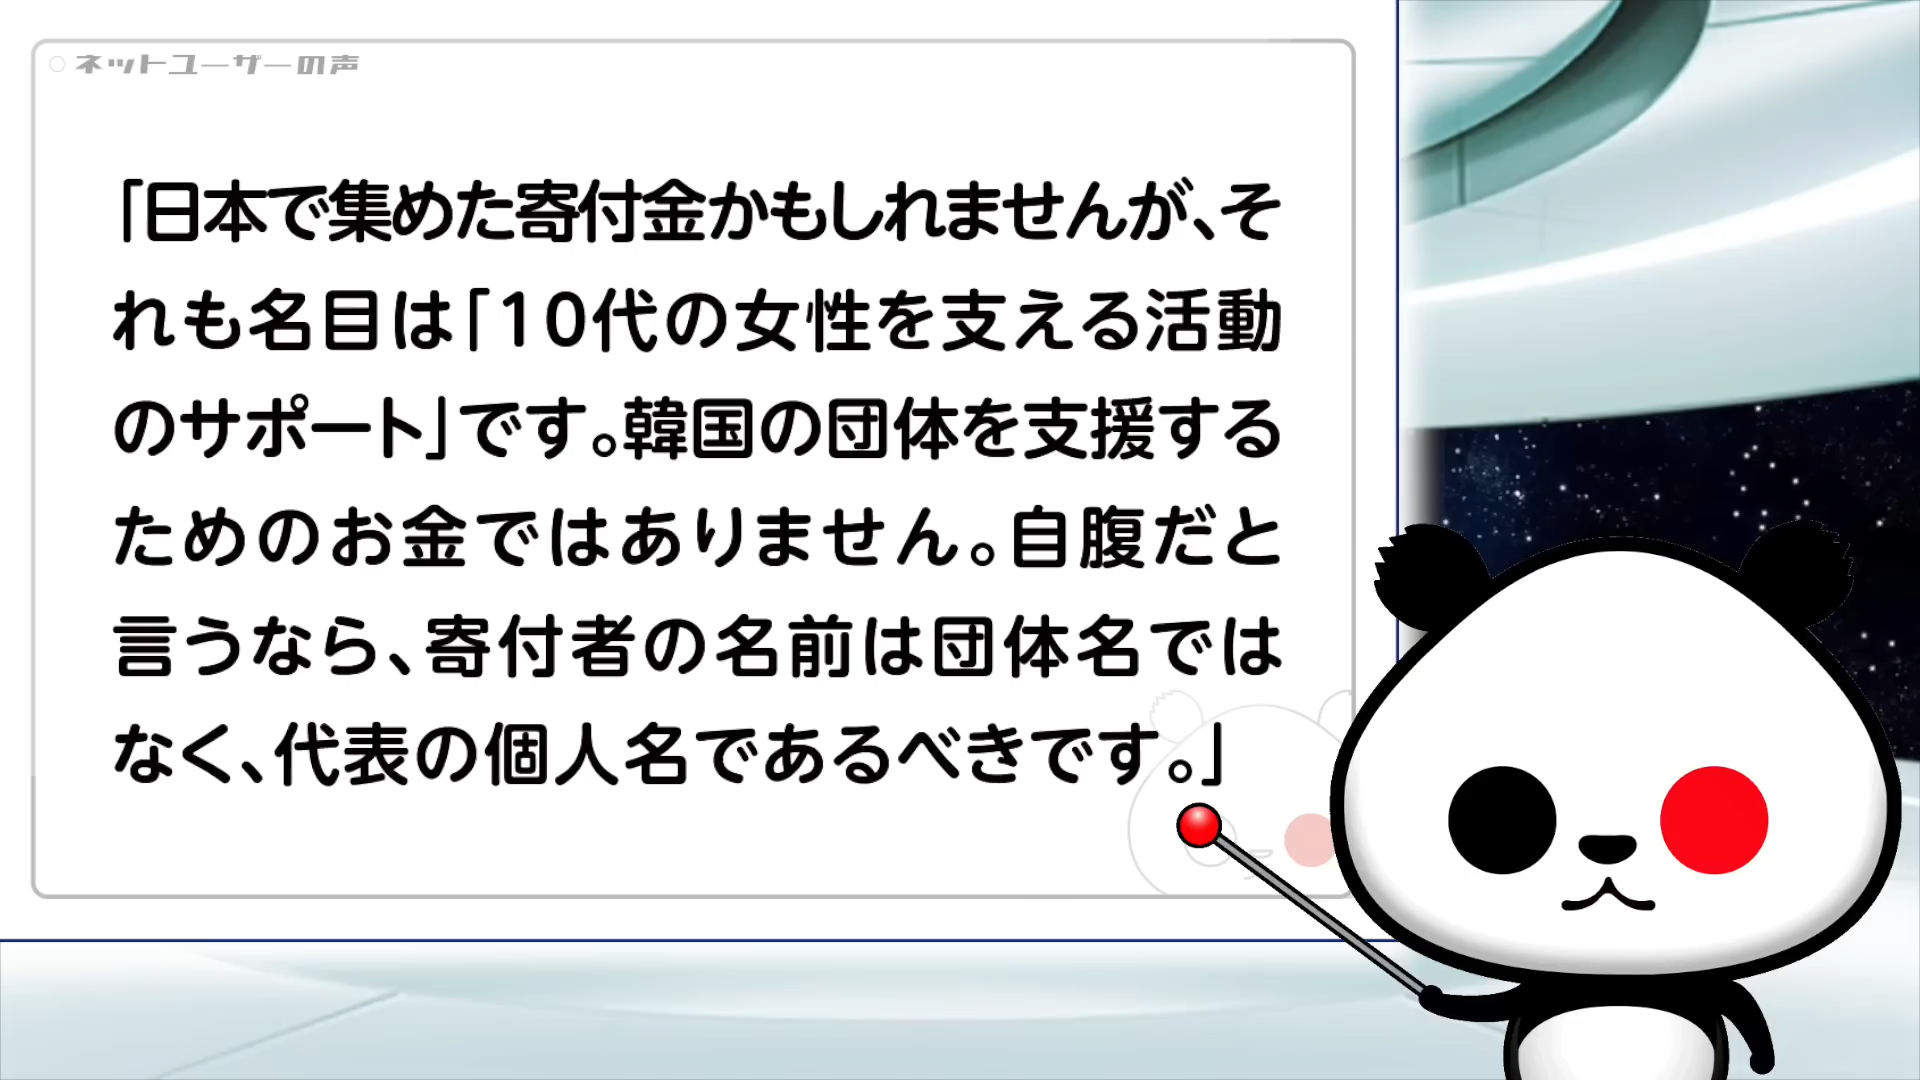 ネットユーザーの声
「日本で集めた寄付金かもしれませんが、そ
れも名目は「10代の女性を支える活動
のサポート」です。韓国の団体を支援する
ためのお金ではありません。自腹だと
言うなら、寄付者の名前は団体名では
なく、代表の個人名であるべきです。」